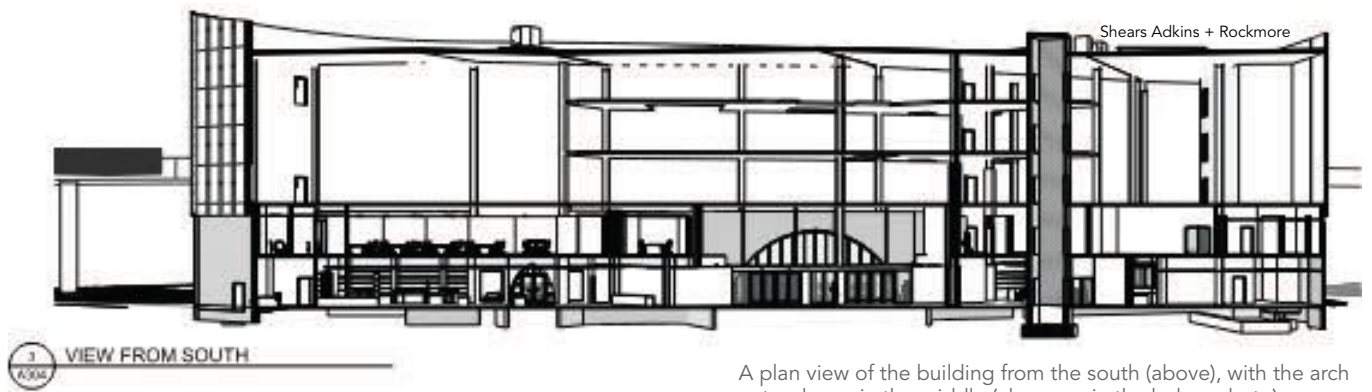 Shears Adkins + Rockmore
3
A304
VIEW FROM SOUTH
A plan view of the building from the south (above), with the arch